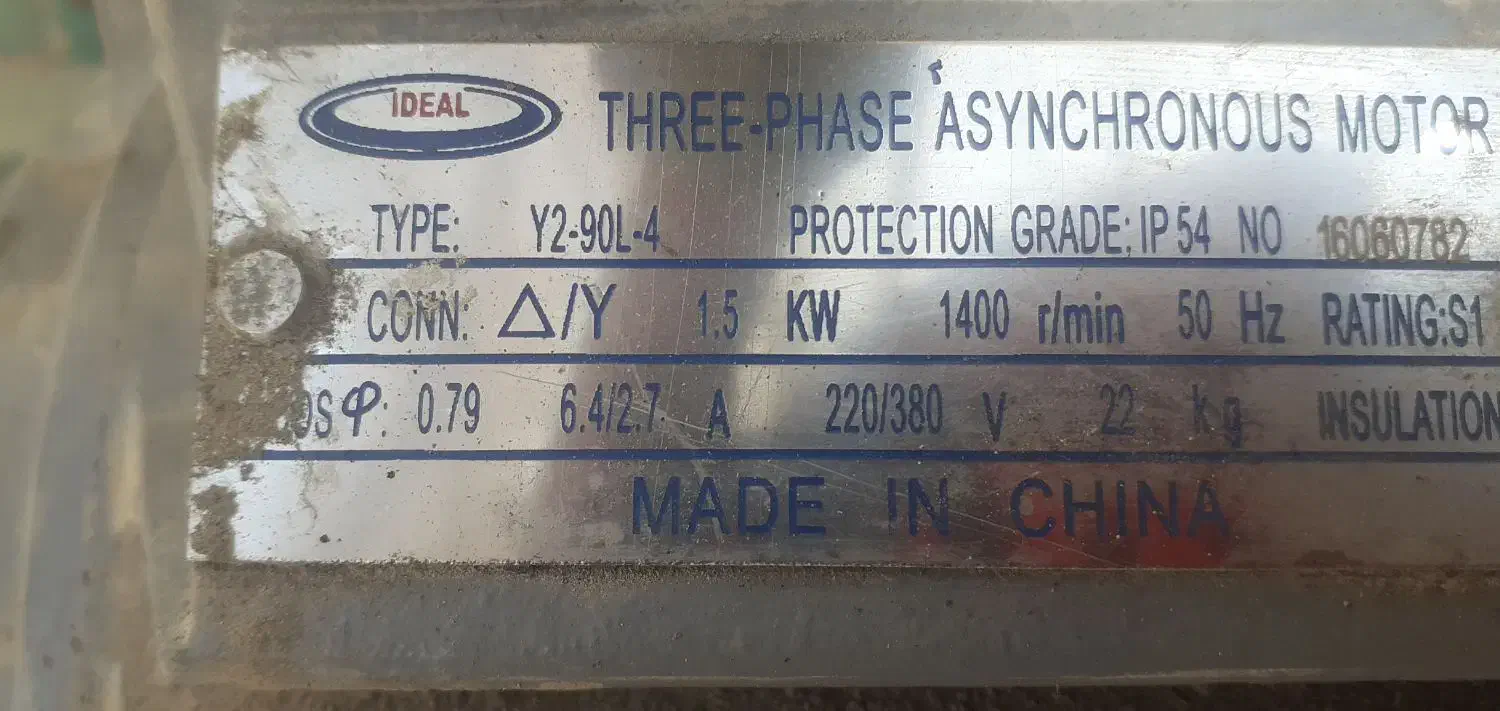 IDEAL THREE-PHASE ASYNCHRONOUS MOTOR
TYPE: Y2-90L-4 PROTECTION GRADE: IP 54 NO 16060782
CONN: △/Y 1.5 KW 1400 r/min 50 Hz RATING:S1
φ: 0.79 6.4/2.7 A 220/380 V 22 kg INSULATION
MADE IN CHINA